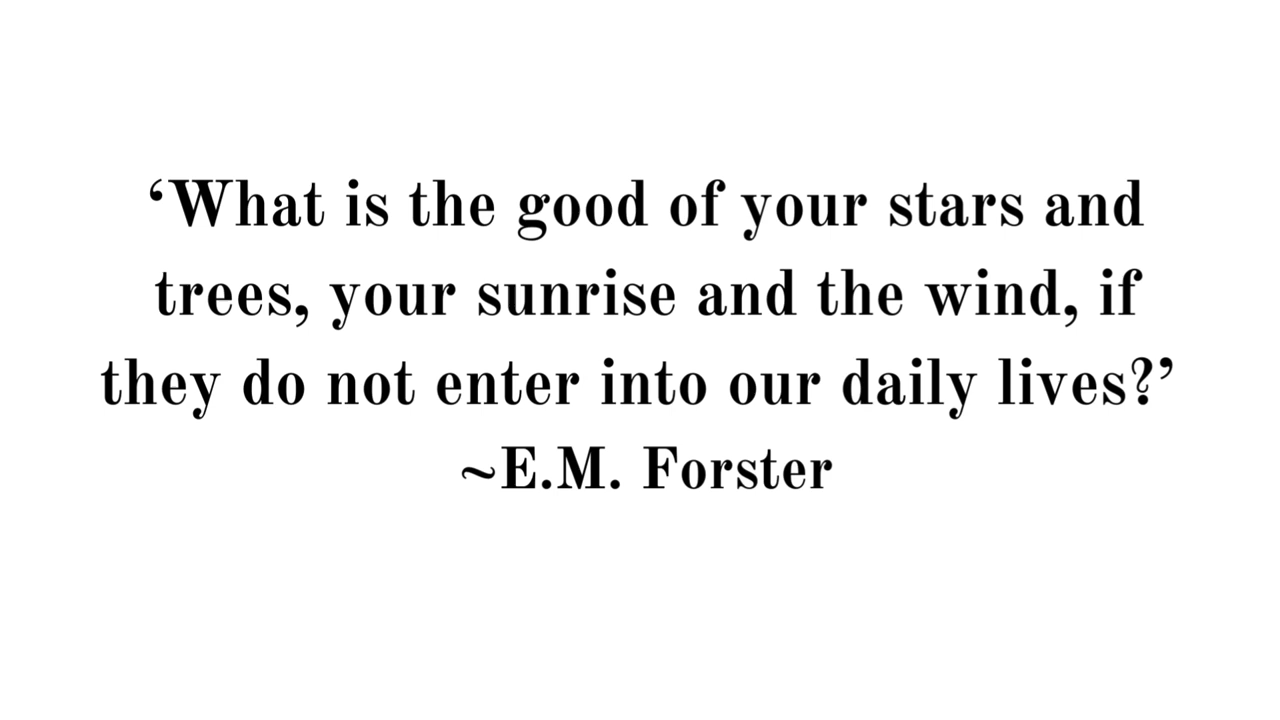 ‘What is the good of your stars and
trees, your sunrise and the wind, if
they do not enter into our daily lives?’
~E.M. Forster